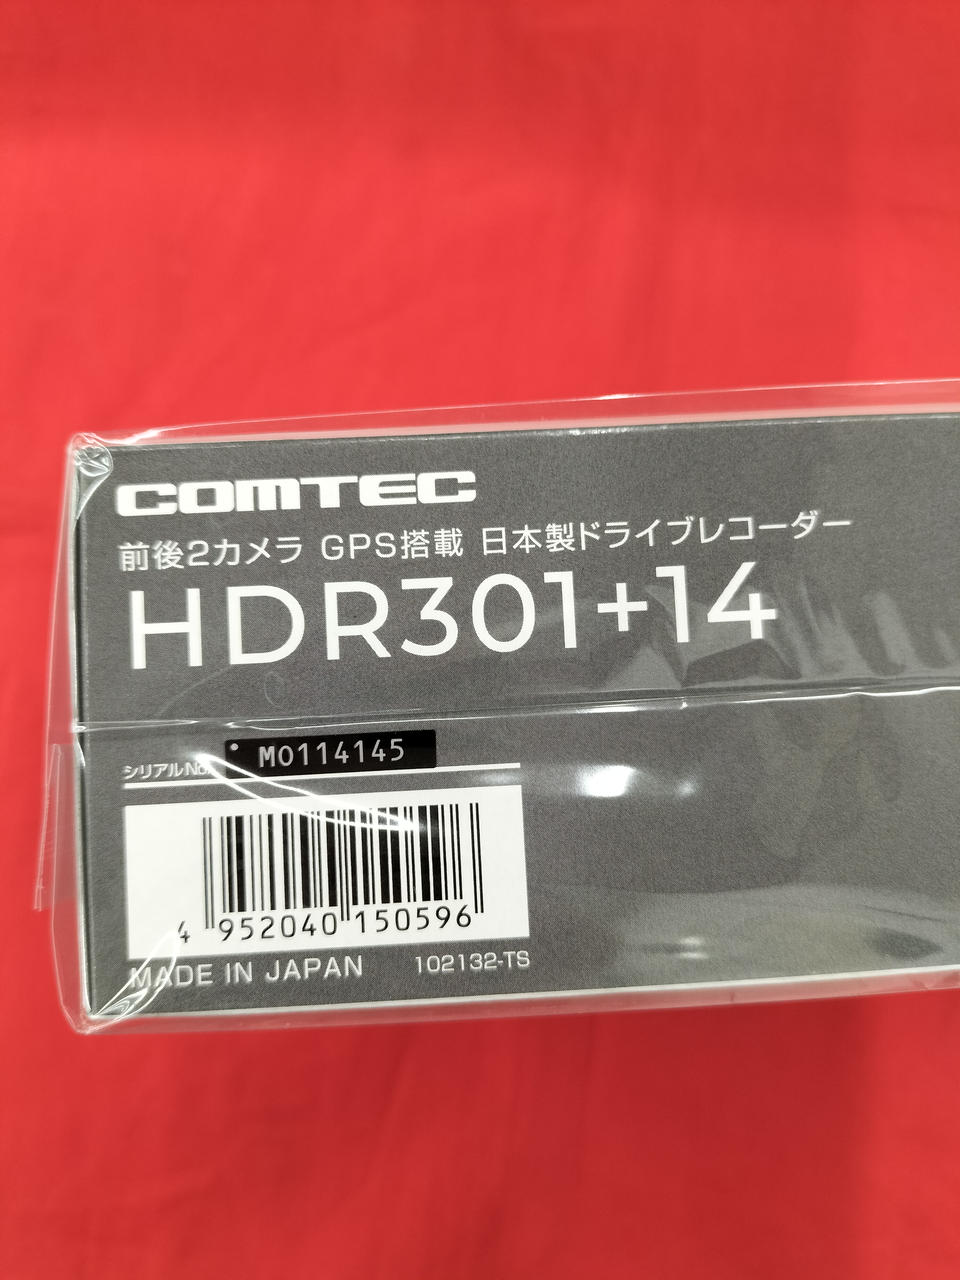 COMTEC
前後2カメラ GPS搭載 日本製ドライブレコーダー
HDR301+14
シリアルNo. M0114145
4 952040 150596
MADE IN JAPAN 102132-TS